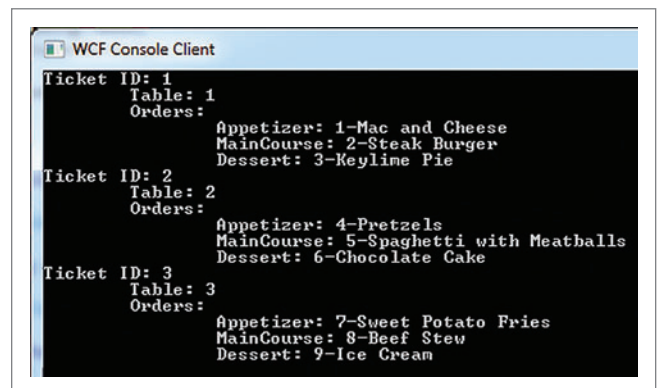 WCF Console Client
Ticket ID: 1
Table: 1
Orders:
Appetizer: 1-Mac and Cheese
MainCourse: 2-Steak Burger
Dessert: 3-Keylime Pie
Ticket ID: 2
Table: 2
Orders:
Appetizer: 4-Pretzels
MainCourse: 5-Spaghetti with Meatballs
Dessert: 6-Chocolate Cake
Ticket ID: 3
Table: 3
Orders:
Appetizer: 7-Sweet Potato Fries
MainCourse: 8-Beef Stew
Dessert: 9-Ice Cream